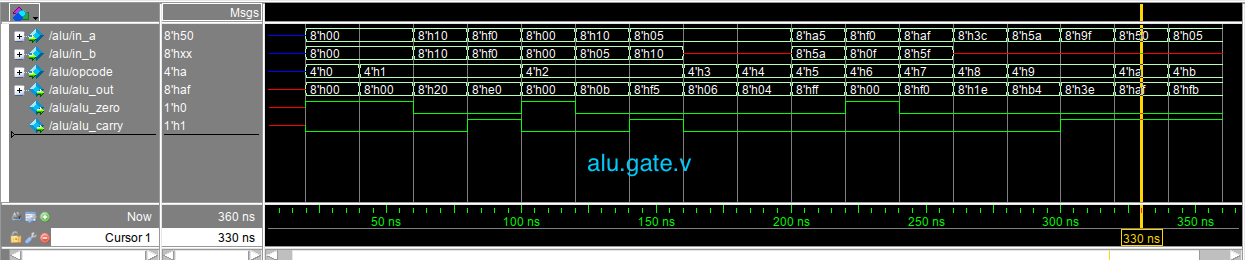 Msgs
/alu/in_a 8'h50 8'h00 8'h10 8'hf0 8'h00 8'h10 8'h05 8'ha5 8'hf0 8'haf 8'h3c 8'h5a 8'h9f 8'h50 8'h05
/alu/in_b 8'hxx 8'h00 8'h10 8'hf0 8'h00 8'h05 8'h10 8'h5a 8'h0f 8'h5f
/alu/opcode 4'ha 4'h0 4'h1 4'h2 4'h3 4'h4 4'h5 4'h6 4'h7 4'h8 4'h9 4'ha 4'hb
/alu/alu_out 8'haf 8'h00 8'h00 8'h20 8'he0 8'h00 8'h0b 8'hf5 8'h06 8'h04 8'hff 8'h00 8'hf0 8'h1e 8'hb4 8'h3e 8'haf 8'hfb
/alu/alu_zero 1'h0
/alu/alu_carry 1'h1
alu.gate.v
Now 360 ns 50 ns 100 ns 150 ns 200 ns 250 ns 300 ns 350 ns
Cursor 1 330 ns 330 ns